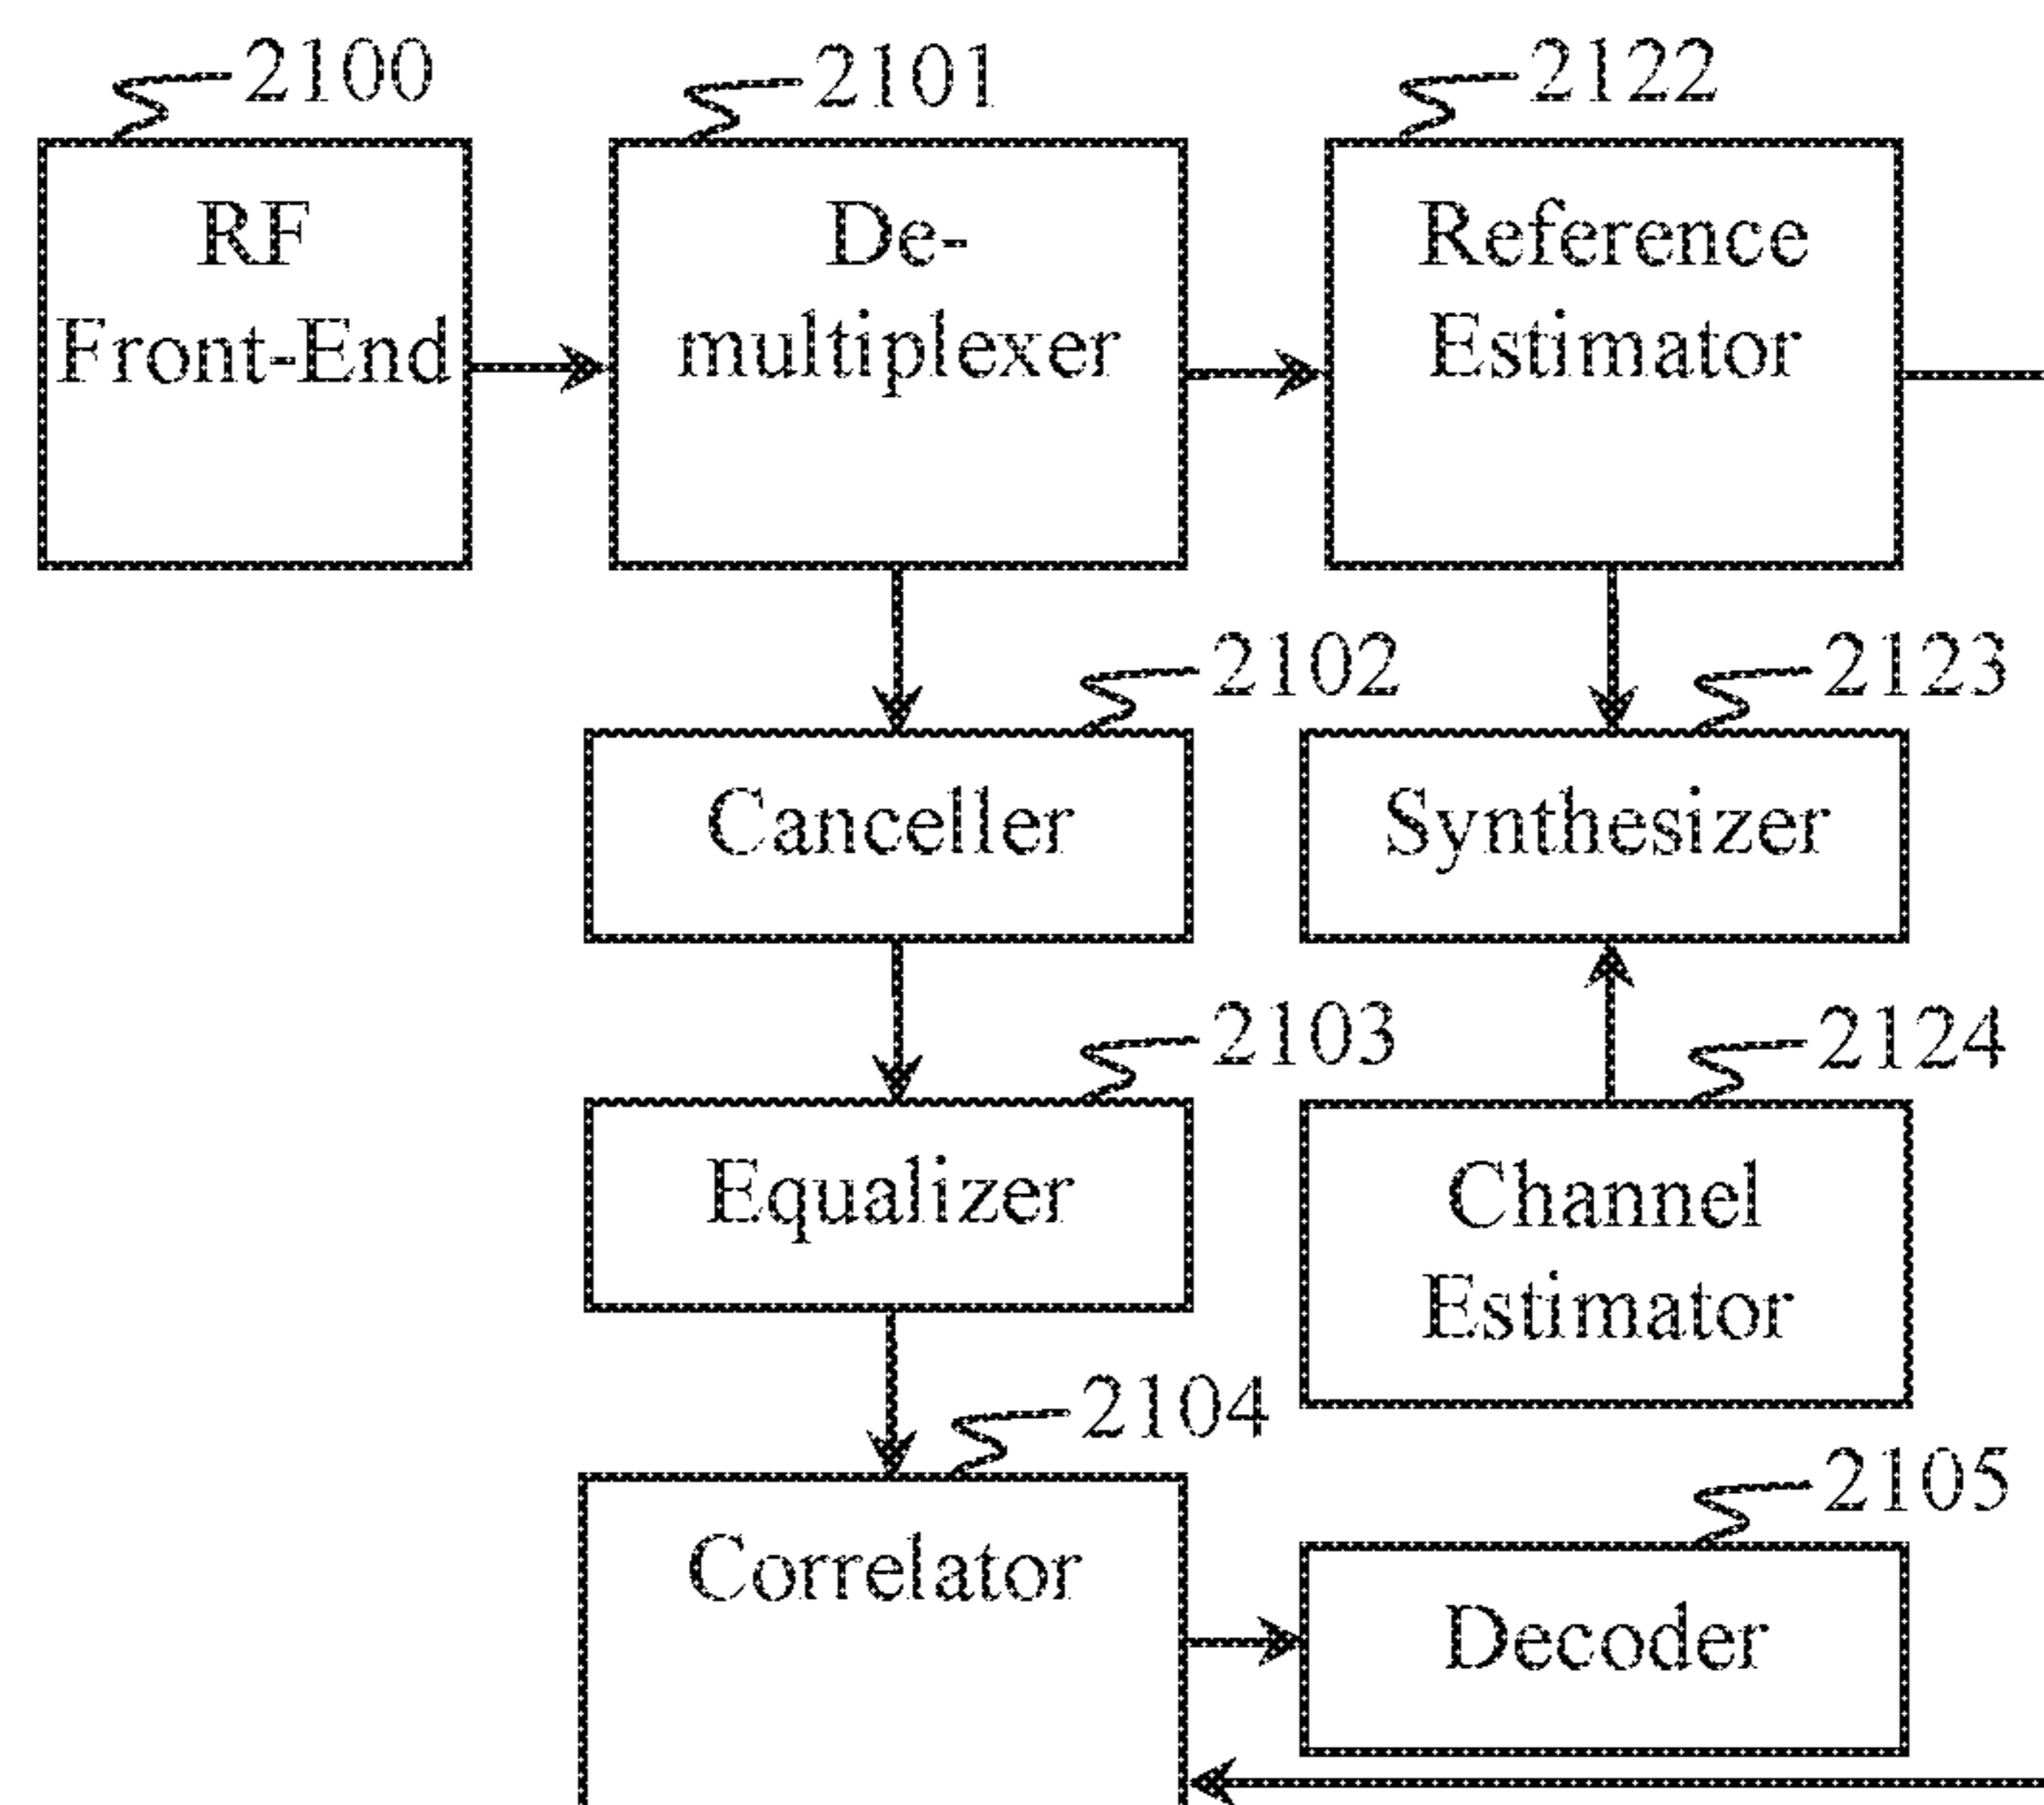 2100
2101
2122
RF
Front-End
De-
multiplexer
Reference
Estimator
2102
2123
Canceller
Synthesizer
2103
2124
Equalizer
Channel
Estimator
2104
2105
Correlator
Decoder